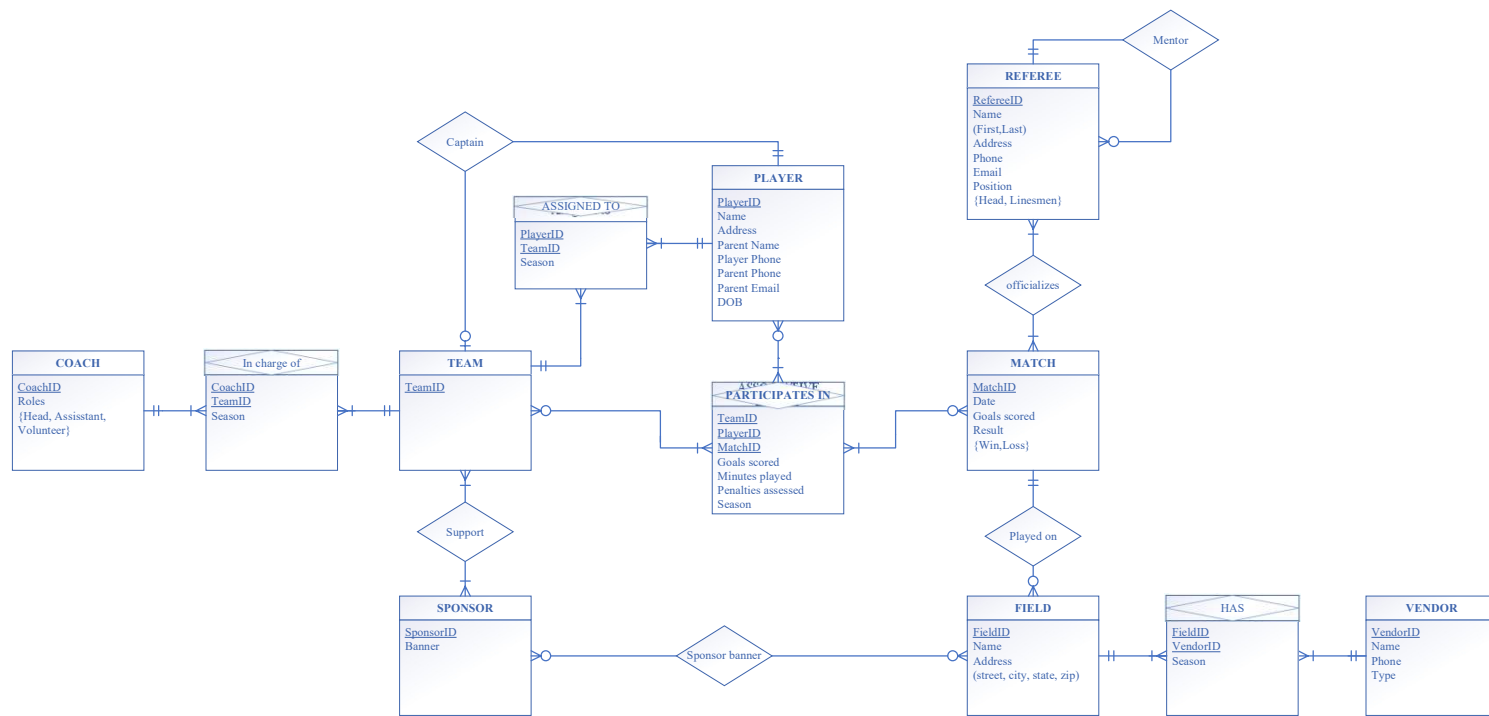 Mentor
REFEREE
RefereeID
Name
(First,Last)
Address
Phone
Email
Position
{Head, Linesmen}
Captain
PLAYER
PlayerID
Name
Address
Parent Name
Player Phone
Parent Phone
Parent Email
DOB
ASSIGNED TO
PlayerID
TeamID
Season
officializes
COACH
CoachID
Roles
{Head, Assisstant,
Volunteer}
In charge of
CoachID
TeamID
Season
TEAM
TeamID
PARTICIPATES IN
TeamID
PlayerID
MatchID
Goals scored
Minutes played
Penalties assessed
Season
MATCH
MatchID
Date
Goals scored
Result
{Win,Loss}
Support
Played on
SPONSOR
SponsorID
Banner
Sponsor banner
FIELD
FieldID
Name
Address
(street, city, state, zip)
HAS
FieldID
VendorID
Season
VENDOR
VendorID
Name
Phone
Type